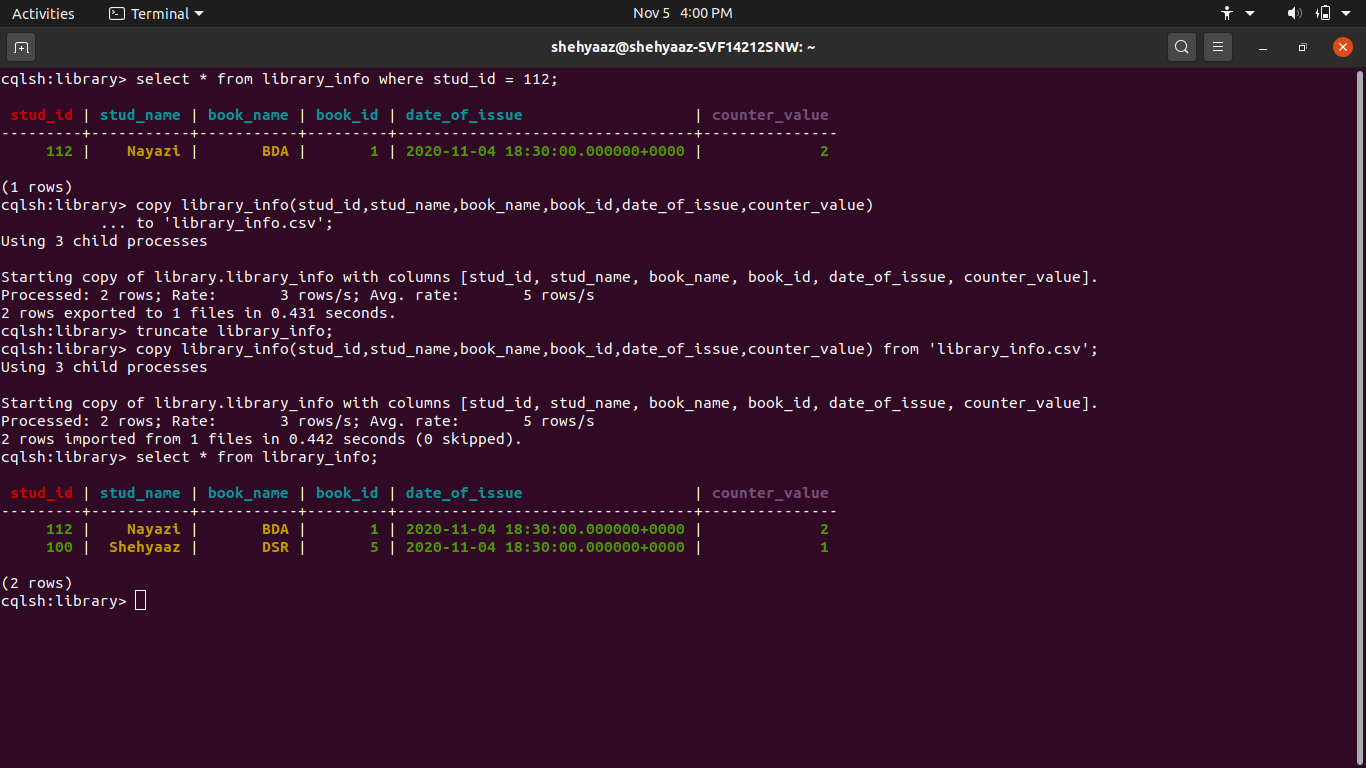 Activities Terminal Nov 5 4:00 PM
shehyaaz@shehyaaz-SVF14212SNW: ~
cqlsh:library> select * from library_info where stud_id = 112;
 stud_id | stud_name | book_name | book_id | date_of_issue                   | counter_value
---------+-----------+-----------+---------+---------------------------------+---------------
     112 |    Nayazi |       BDA |       1 | 2020-11-04 18:30:00.000000+0000 |             2
(1 rows)
cqlsh:library> copy library_info(stud_id,stud_name,book_name,book_id,date_of_issue,counter_value)
           ... to 'library_info.csv';
Using 3 child processes
Starting copy of library.library_info with columns [stud_id, stud_name, book_name, book_id, date_of_issue, counter_value].
Processed: 2 rows; Rate:       3 rows/s; Avg. rate:       5 rows/s
2 rows exported to 1 files in 0.431 seconds.
cqlsh:library> truncate library_info;
cqlsh:library> copy library_info(stud_id,stud_name,book_name,book_id,date_of_issue,counter_value) from 'library_info.csv';
Using 3 child processes
Starting copy of library.library_info with columns [stud_id, stud_name, book_name, book_id, date_of_issue, counter_value].
Processed: 2 rows; Rate:       3 rows/s; Avg. rate:       5 rows/s
2 rows imported from 1 files in 0.442 seconds (0 skipped).
cqlsh:library> select * from library_info;
 stud_id | stud_name | book_name | book_id | date_of_issue                   | counter_value
---------+-----------+-----------+---------+---------------------------------+---------------
     112 |    Nayazi |       BDA |       1 | 2020-11-04 18:30:00.000000+0000 |             2
     100 |  Shehyaaz |       DSR |       5 | 2020-11-04 18:30:00.000000+0000 |             1
(2 rows)
cqlsh:library>